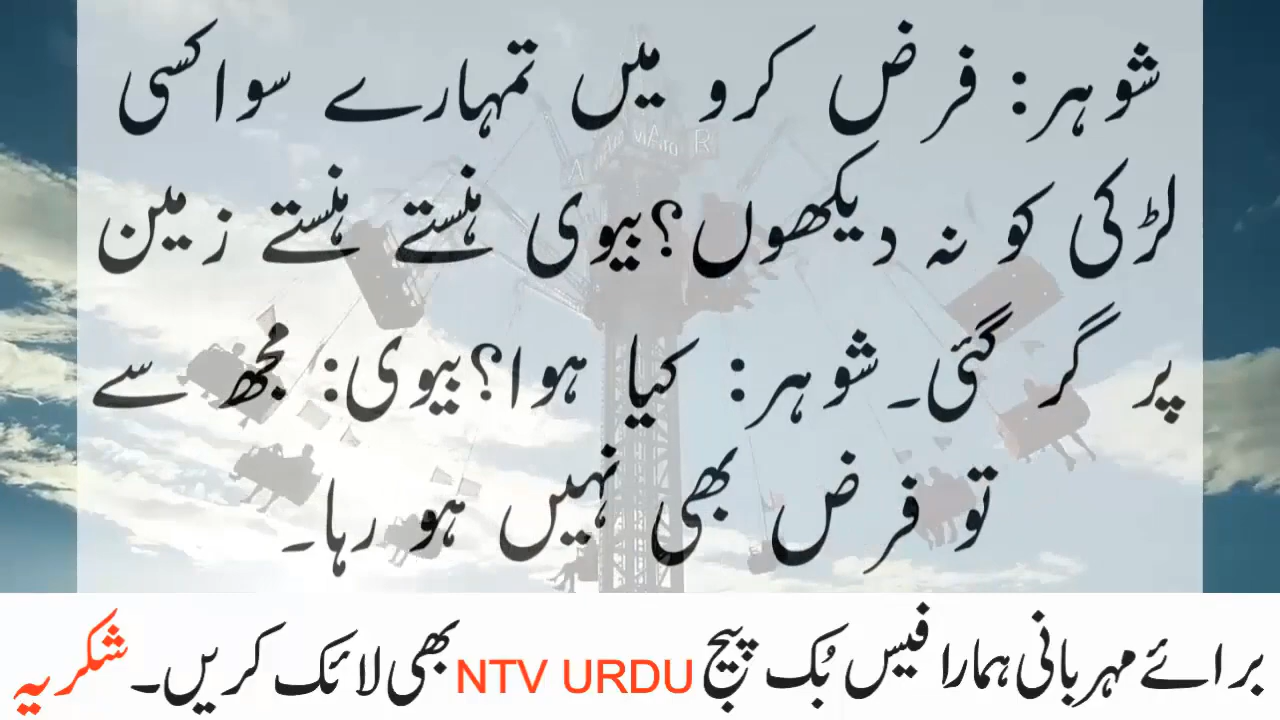 شوہر: فرض کرو میں تمہارے سوا کسی
لڑکی کو نہ دیکھوں؟ بیوی ہنستے ہنستے زمین
پر گر گئی۔ شوہر: کیا ہوا؟ بیوی: مجھ سے
تو فرض بھی نہیں ہو رہا۔
برائے مہربانی ہمارا فیس بُک پیج NTV URDU بھی لائک کریں۔ شکریہ